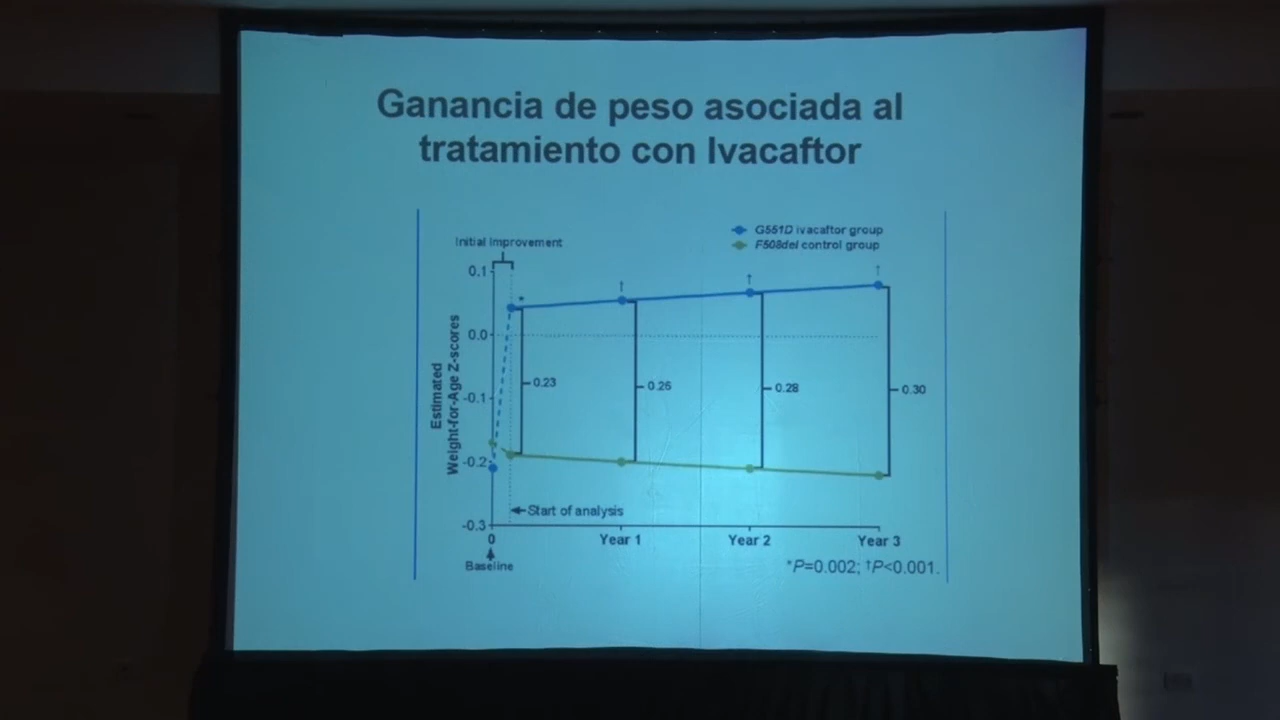 Ganancia de peso asociada al
tratamiento con Ivacaftor
G551D ivacaftor group
F508del control group
Initial Improvement
Estimated
Weight-for-Age Z-scores
0.1
0.0
-0.1
-0.2
-0.3
*
†
†
†
0.23
0.26
0.28
0.30
Start of analysis
0
Year 1
Year 2
Year 3
Baseline
*P=0.002; †P<0.001.